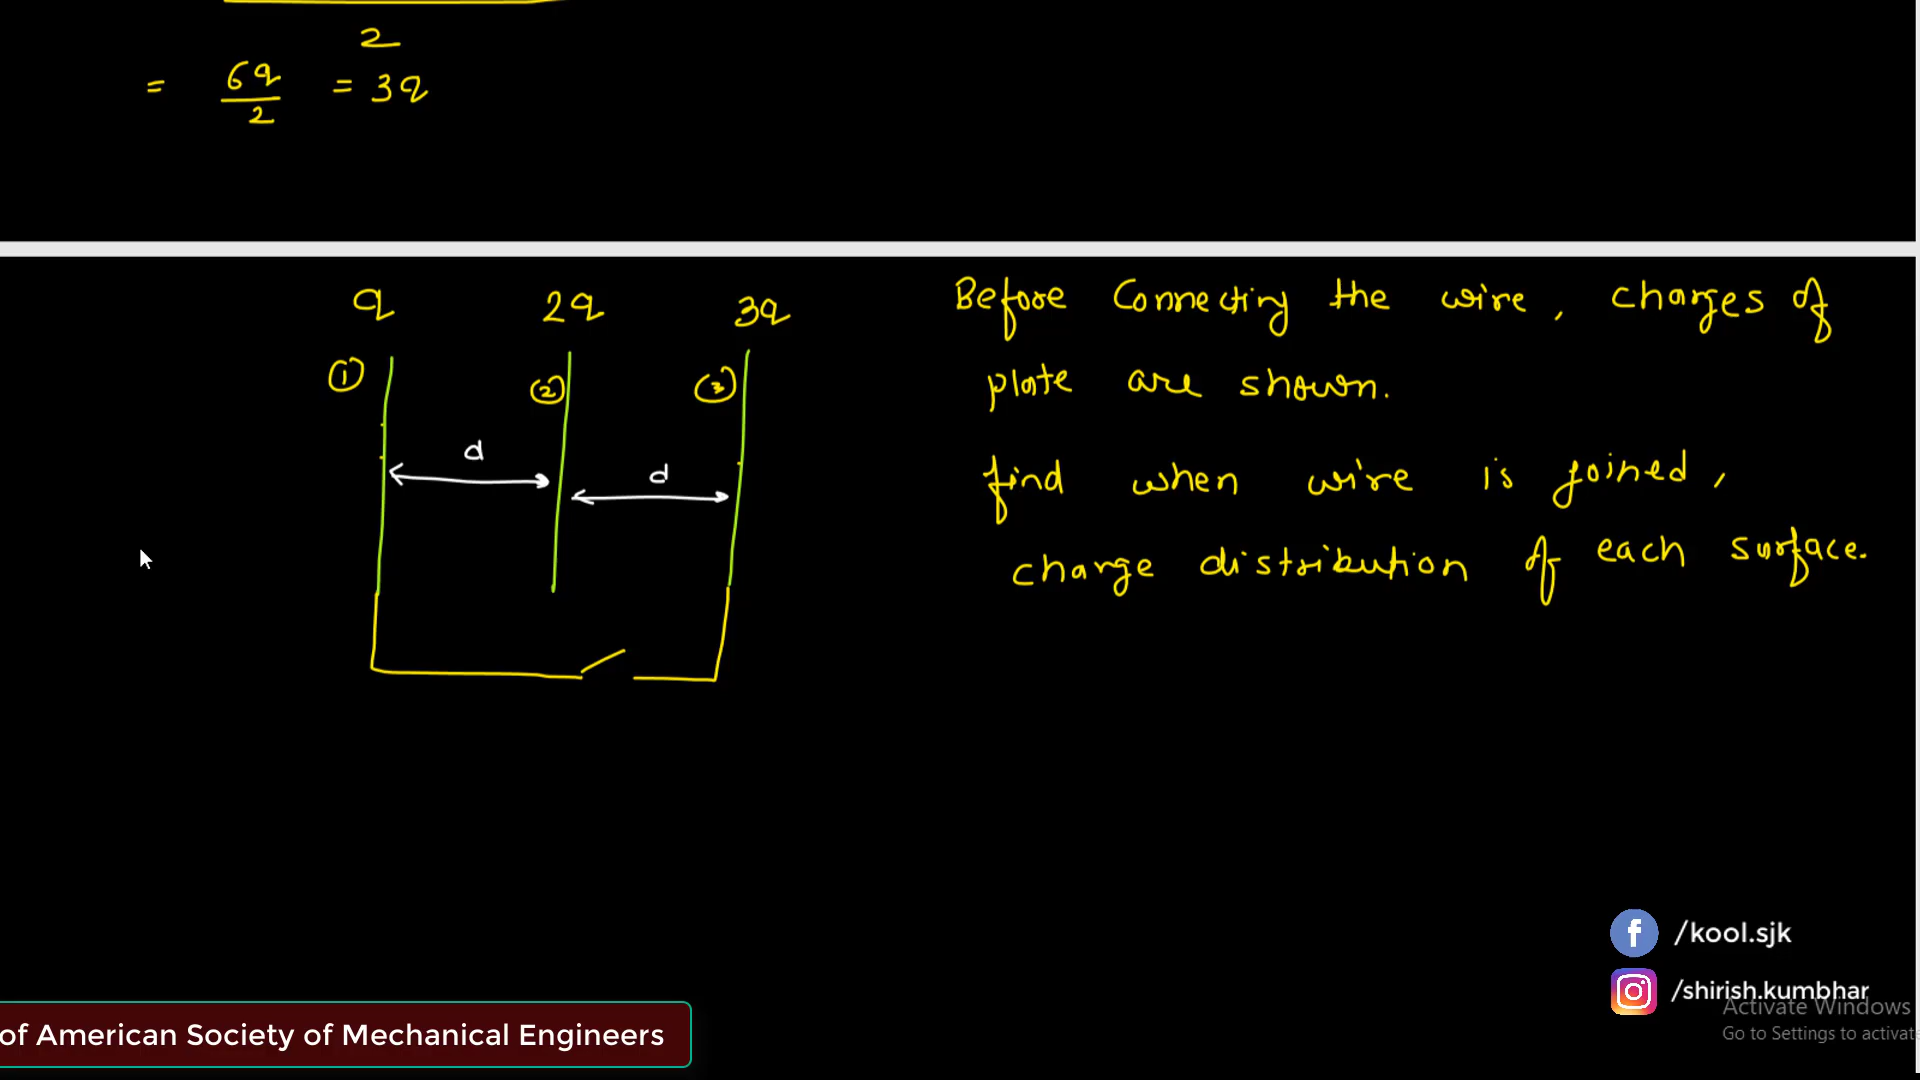 2
= 6q/2 = 3q
q 2q 3q
① ② ③
d d
Before Connecting the wire, charges of
plate are shown.
find when wire is joined,
charge distribution of each surface.
/kool.sjk
/shirish.kumbhar
Activate Windows
Go to Settings to activat
of American Society of Mechanical Engineers